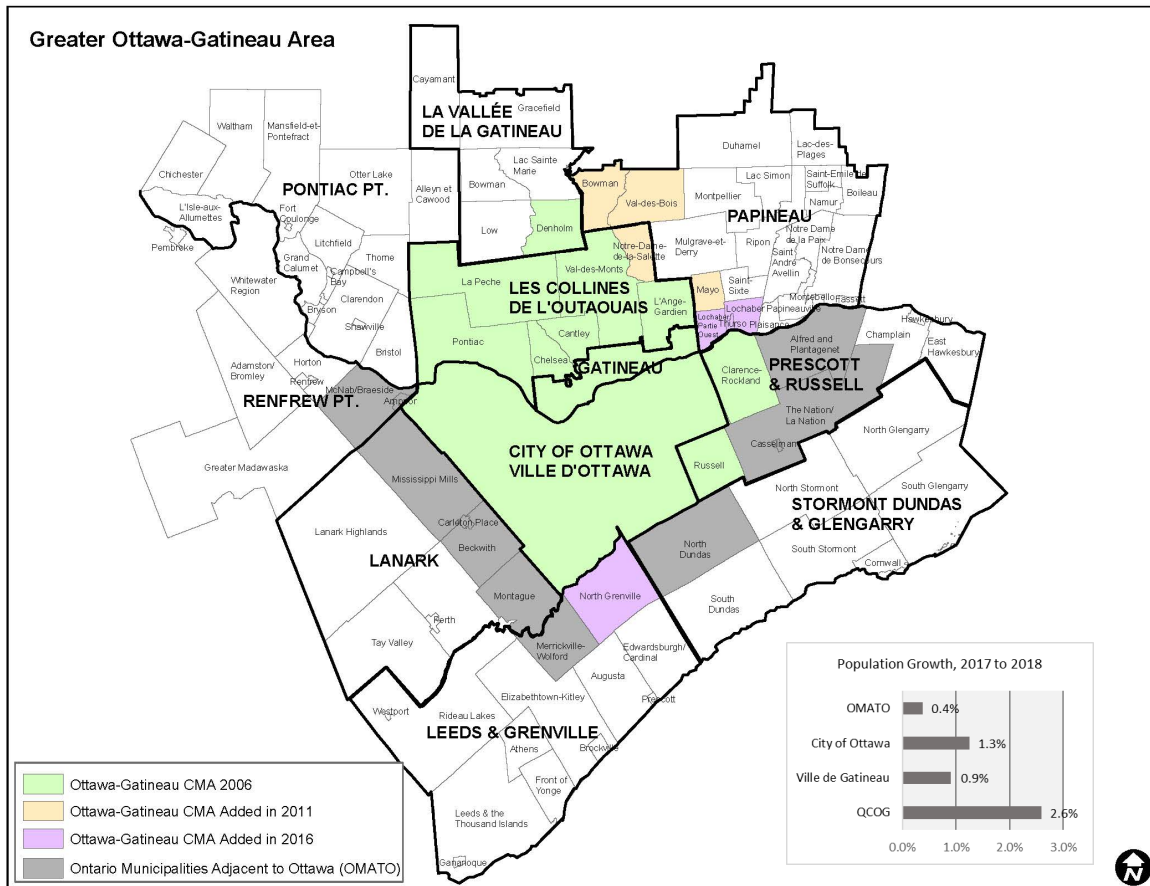 Greater Ottawa-Gatineau Area
Cayamant
Gracefield
LA VALLÉE
DE LA GATINEAU
Waltham
Mansfield-et-
Pontefract
Duhamel
Lac-des-
Plages
Chichester
Otter Lake
Lac Sainte
Marie
Lac Simon
Saint-Emile de
Suffolk
PONTIAC PT.
Alleyn et
Cawood
Bowman
Bowman
Val-des-Bois
Montpellier
Namur
Boileau
L'Isle-aux-
Allumettes
Fort
Coulonge
PAPINEAU
Pembroke
Litchfield
Low
Denholm
Notre-Dame-
de-la-Salette
Mulgrave-et-
Derry
Ripon
Notre Dame
de la Paix
Notre Dame
de Bonsecours
Grand
Calumet
Thorne
Val-des-Monts
Saint-
André
Avellin
Whitewater
Region
Campbell's
Bay
La Peche
LES COLLINES
DE L'OUTAOUAIS
Saint-
Sixte
Mayo
Clarendon
L'Ange-
Gardien
Lochaber
Montebello
Fassett
Bryson
Papineauville
Shawville
Lochaber/
Partie
Ouest
Thurso
Plaisance
Pontiac
Cantley
Bristol
Chelsea
Hawkesbury
Horton
GATINEAU
Alfred and
Plantagenet
Champlain
East
Hawkesbury
Adamston/
Bromley
Renfrew
Clarence-
Rockland
PRESCOTT
& RUSSELL
McNab/Braeside
RENFREW PT.
Arnprior
The Nation/
La Nation
North Glengarry
CITY OF OTTAWA
VILLE D'OTTAWA
Casselman
Greater Madawaska
Russell
Mississippi Mills
North Stormont
South Glengarry
STORMONT DUNDAS
& GLENGARRY
Carleton Place
Lanark Highlands
Beckwith
North
Dundas
South Stormont
LANARK
Cornwall
Montague
North Grenville
South
Dundas
Perth
Tay Valley
Merrickville-
Wolford
Edwardsburgh/
Cardinal
Augusta
Elizabethtown-Kitley
Prescott
Westport
Rideau Lakes
LEEDS & GRENVILLE
Athens
Brockville
Front of
Yonge
Leeds & the
Thousand Islands
Gananoque
Ottawa-Gatineau CMA 2006
Ottawa-Gatineau CMA Added in 2011
Ottawa-Gatineau CMA Added in 2016
Ontario Municipalities Adjacent to Ottawa (OMATO)
Population Growth, 2017 to 2018
OMATO 0.4%
City of Ottawa 1.3%
Ville de Gatineau 0.9%
QCOG 2.6%
0.0% 1.0% 2.0% 3.0%
N